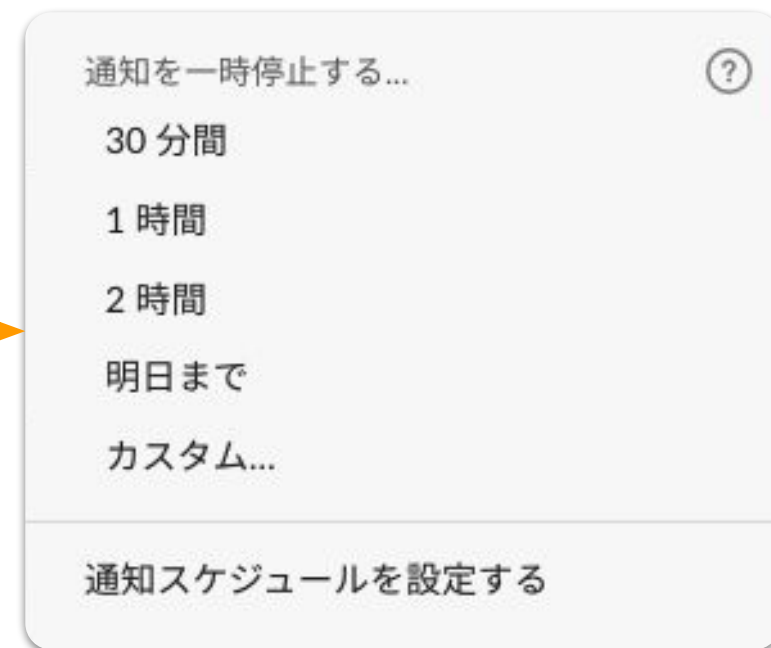 通知を一時停止する...
?
30 分間
1 時間
2 時間
明日まで
カスタム...
通知スケジュールを設定する